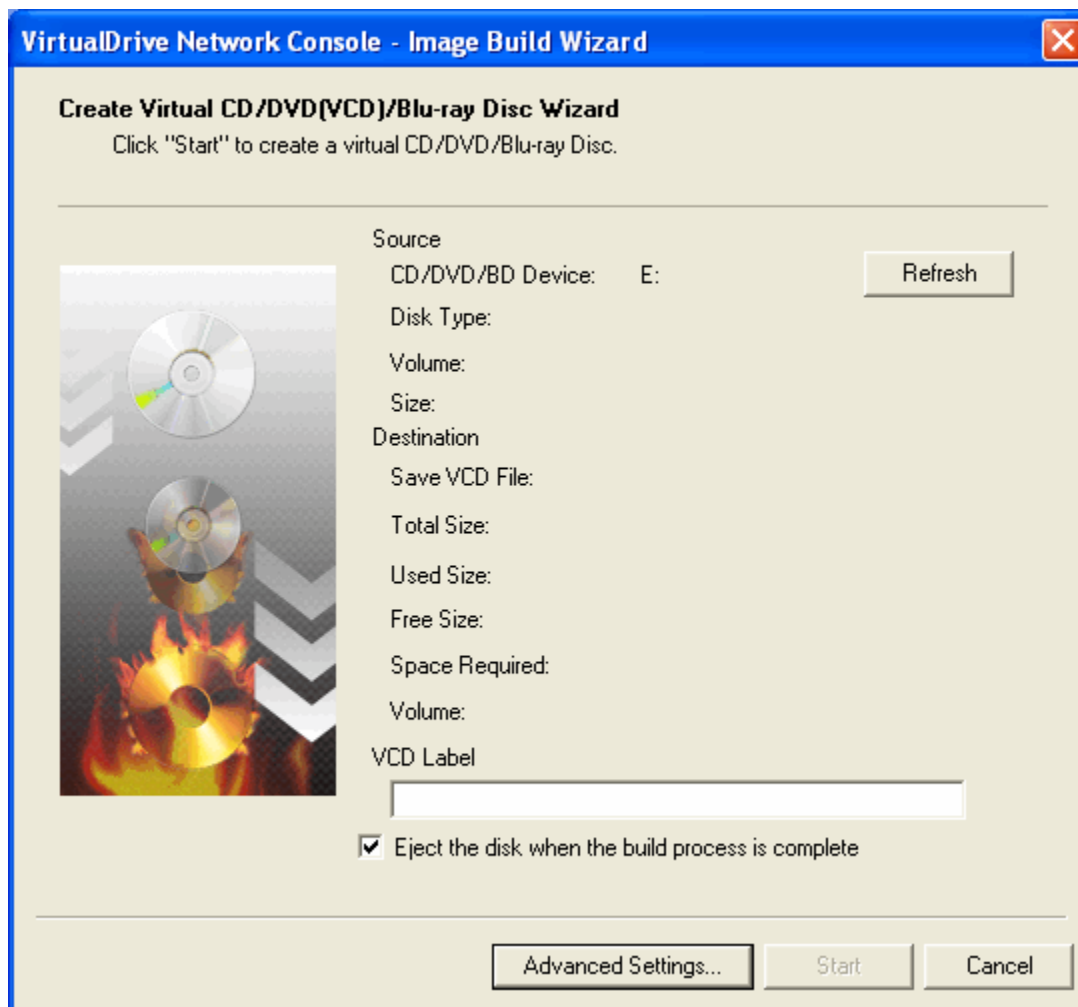 VirtualDrive Network Console - Image Build Wizard
Create Virtual CD/DVD(VCD)/Blu-ray Disc Wizard
Click "Start" to create a virtual CD/DVD/Blu-ray Disc.
Source
CD/DVD/BD Device: E: Refresh
Disk Type:
Volume:
Size:
Destination
Save VCD File:
Total Size:
Used Size:
Free Size:
Space Required:
Volume:
VCD Label
Eject the disk when the build process is complete
Advanced Settings... Start Cancel